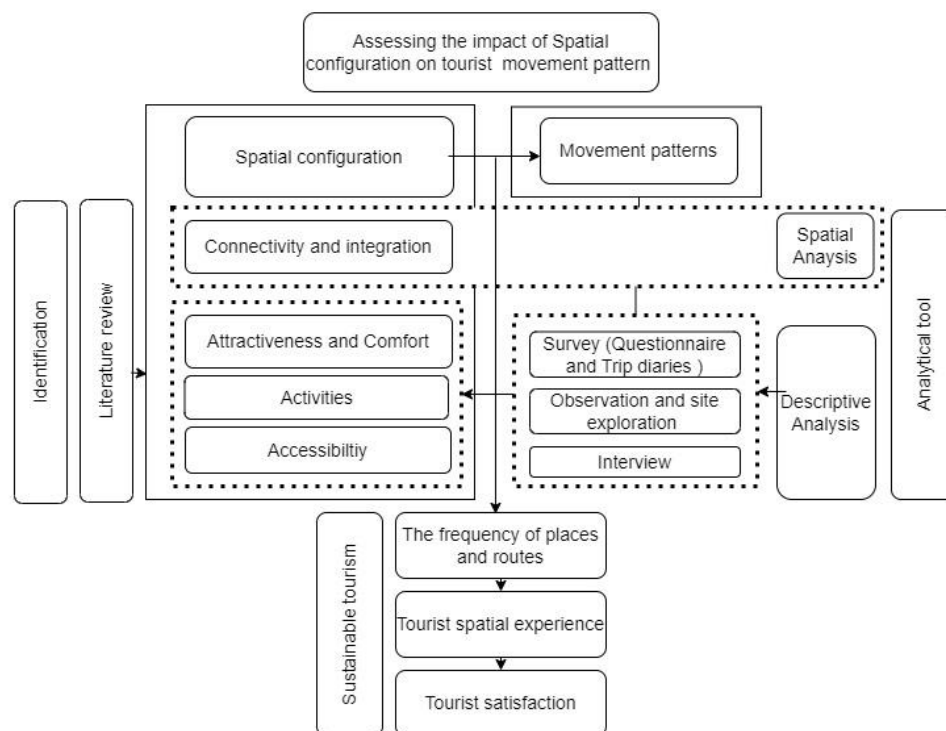 Assessing the impact of Spatial
configuration on tourist movement pattern
Spatial configuration
Movement patterns
Identification
Literature review
Connectivity and integration
Spatial
Anaysis
Analytical tool
Attractiveness and Comfort
Activities
Accessibiltiy
Survey (Questionnaire
and Trip diaries )
Observation and site
exploration
Interview
Descriptive
Analysis
Sustainable tourism
The frequency of places
and routes
Tourist spatial experience
Tourist satisfaction